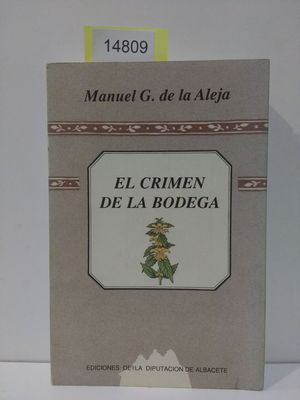 14809
Manuel G. de la Aleja
EL CRIMEN
DE LA BODEGA
EDICIONES DE LA DIPUTACION DE ALBACETE